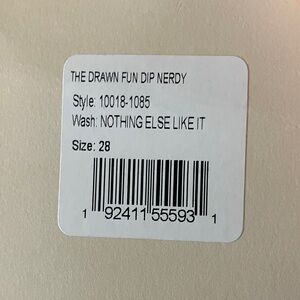 THE DRAWN FUN DIP NERDY
Style: 10018-1085
Wash: NOTHING ELSE LIKE IT
Size: 28
1 92411 55593 1